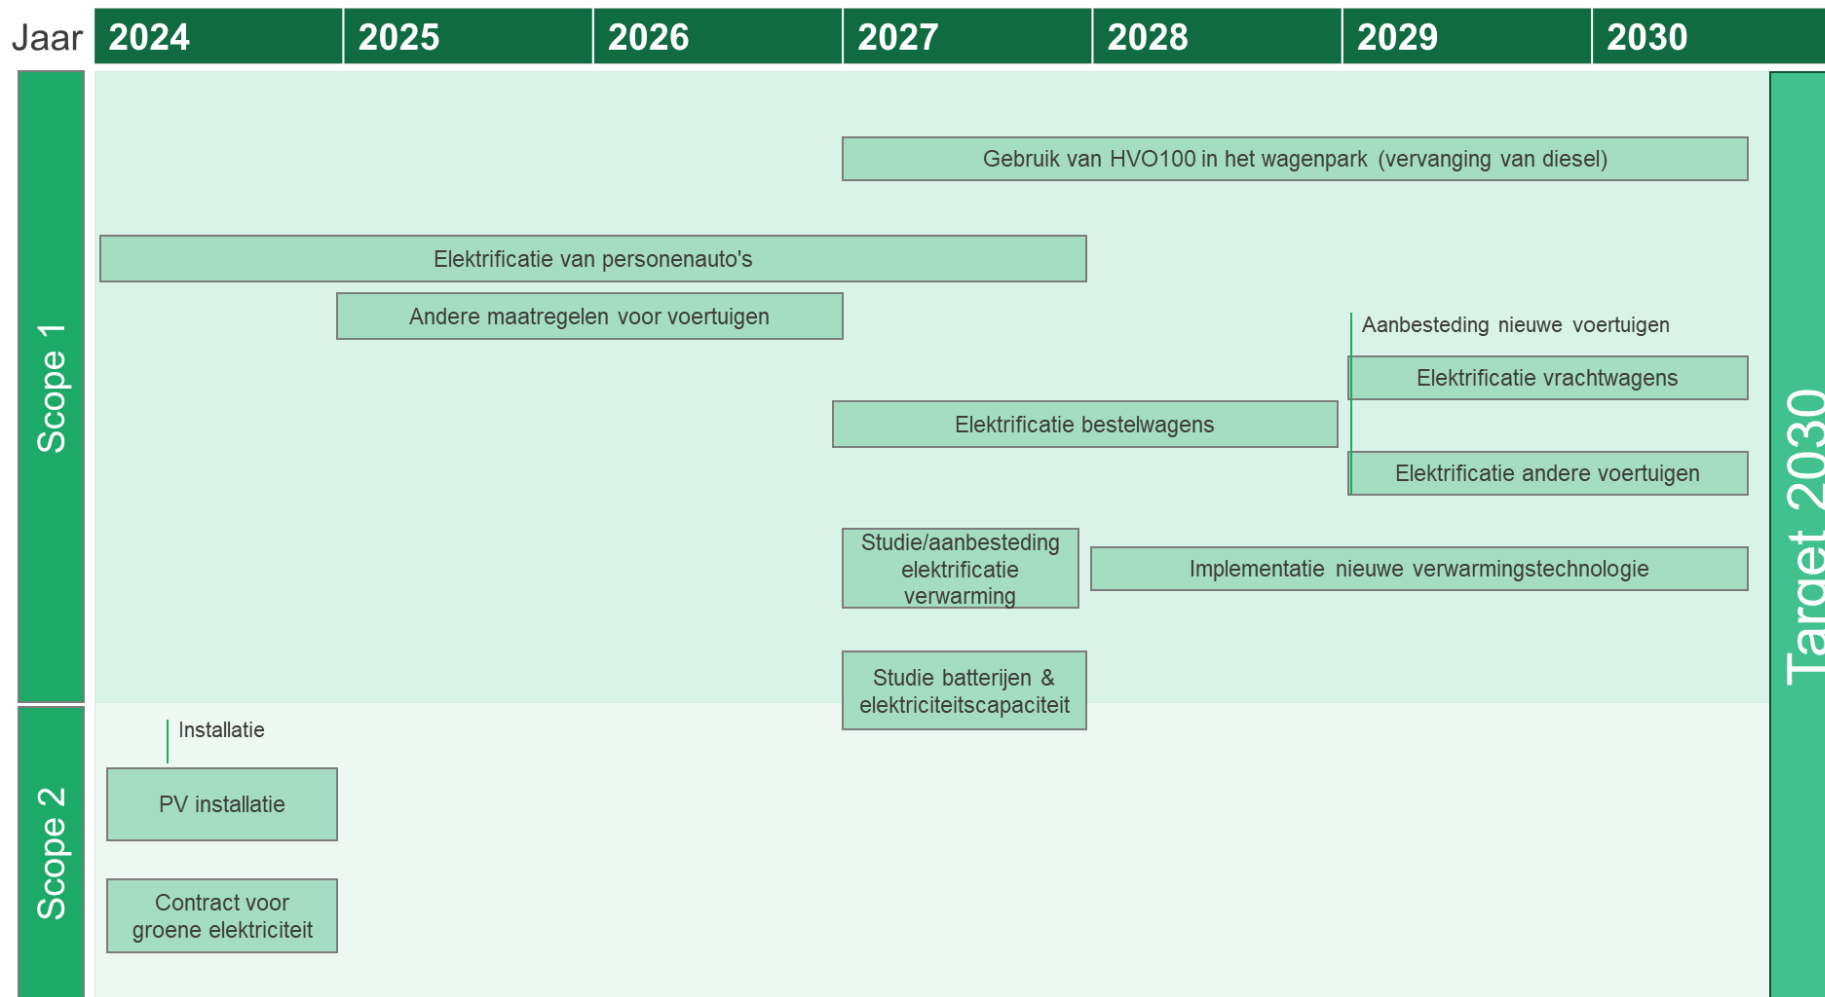 Jaar 2024 2025 2026 2027 2028 2029 2030
Scope 1
Gebruik van HVO100 in het wagenpark (vervanging van diesel)
Elektrificatie van personenauto's
Andere maatregelen voor voertuigen
Aanbesteding nieuwe voertuigen
Elektrificatie vrachtwagens
Elektrificatie bestelwagens
Elektrificatie andere voertuigen
Studie/aanbesteding
elektrificatie
verwarming
Implementatie nieuwe verwarmingstechnologie
Studie batterijen &
elektriciteitscapaciteit
Target 2030
Scope 2
Installatie
PV installatie
Contract voor
groene elektriciteit